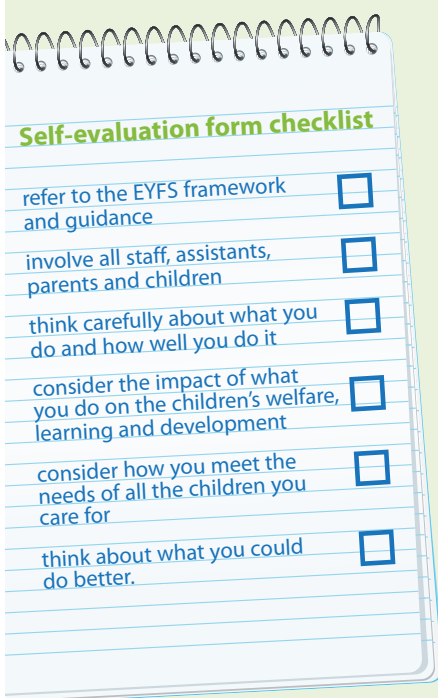 Self-evaluation form checklist
refer to the EYFS framework
and guidance
involve all staff, assistants,
parents and children
think carefully about what you
do and how well you do it
consider the impact of what
you do on the children’s welfare,
learning and development
consider how you meet the
needs of all the children you
care for
think about what you could
do better.